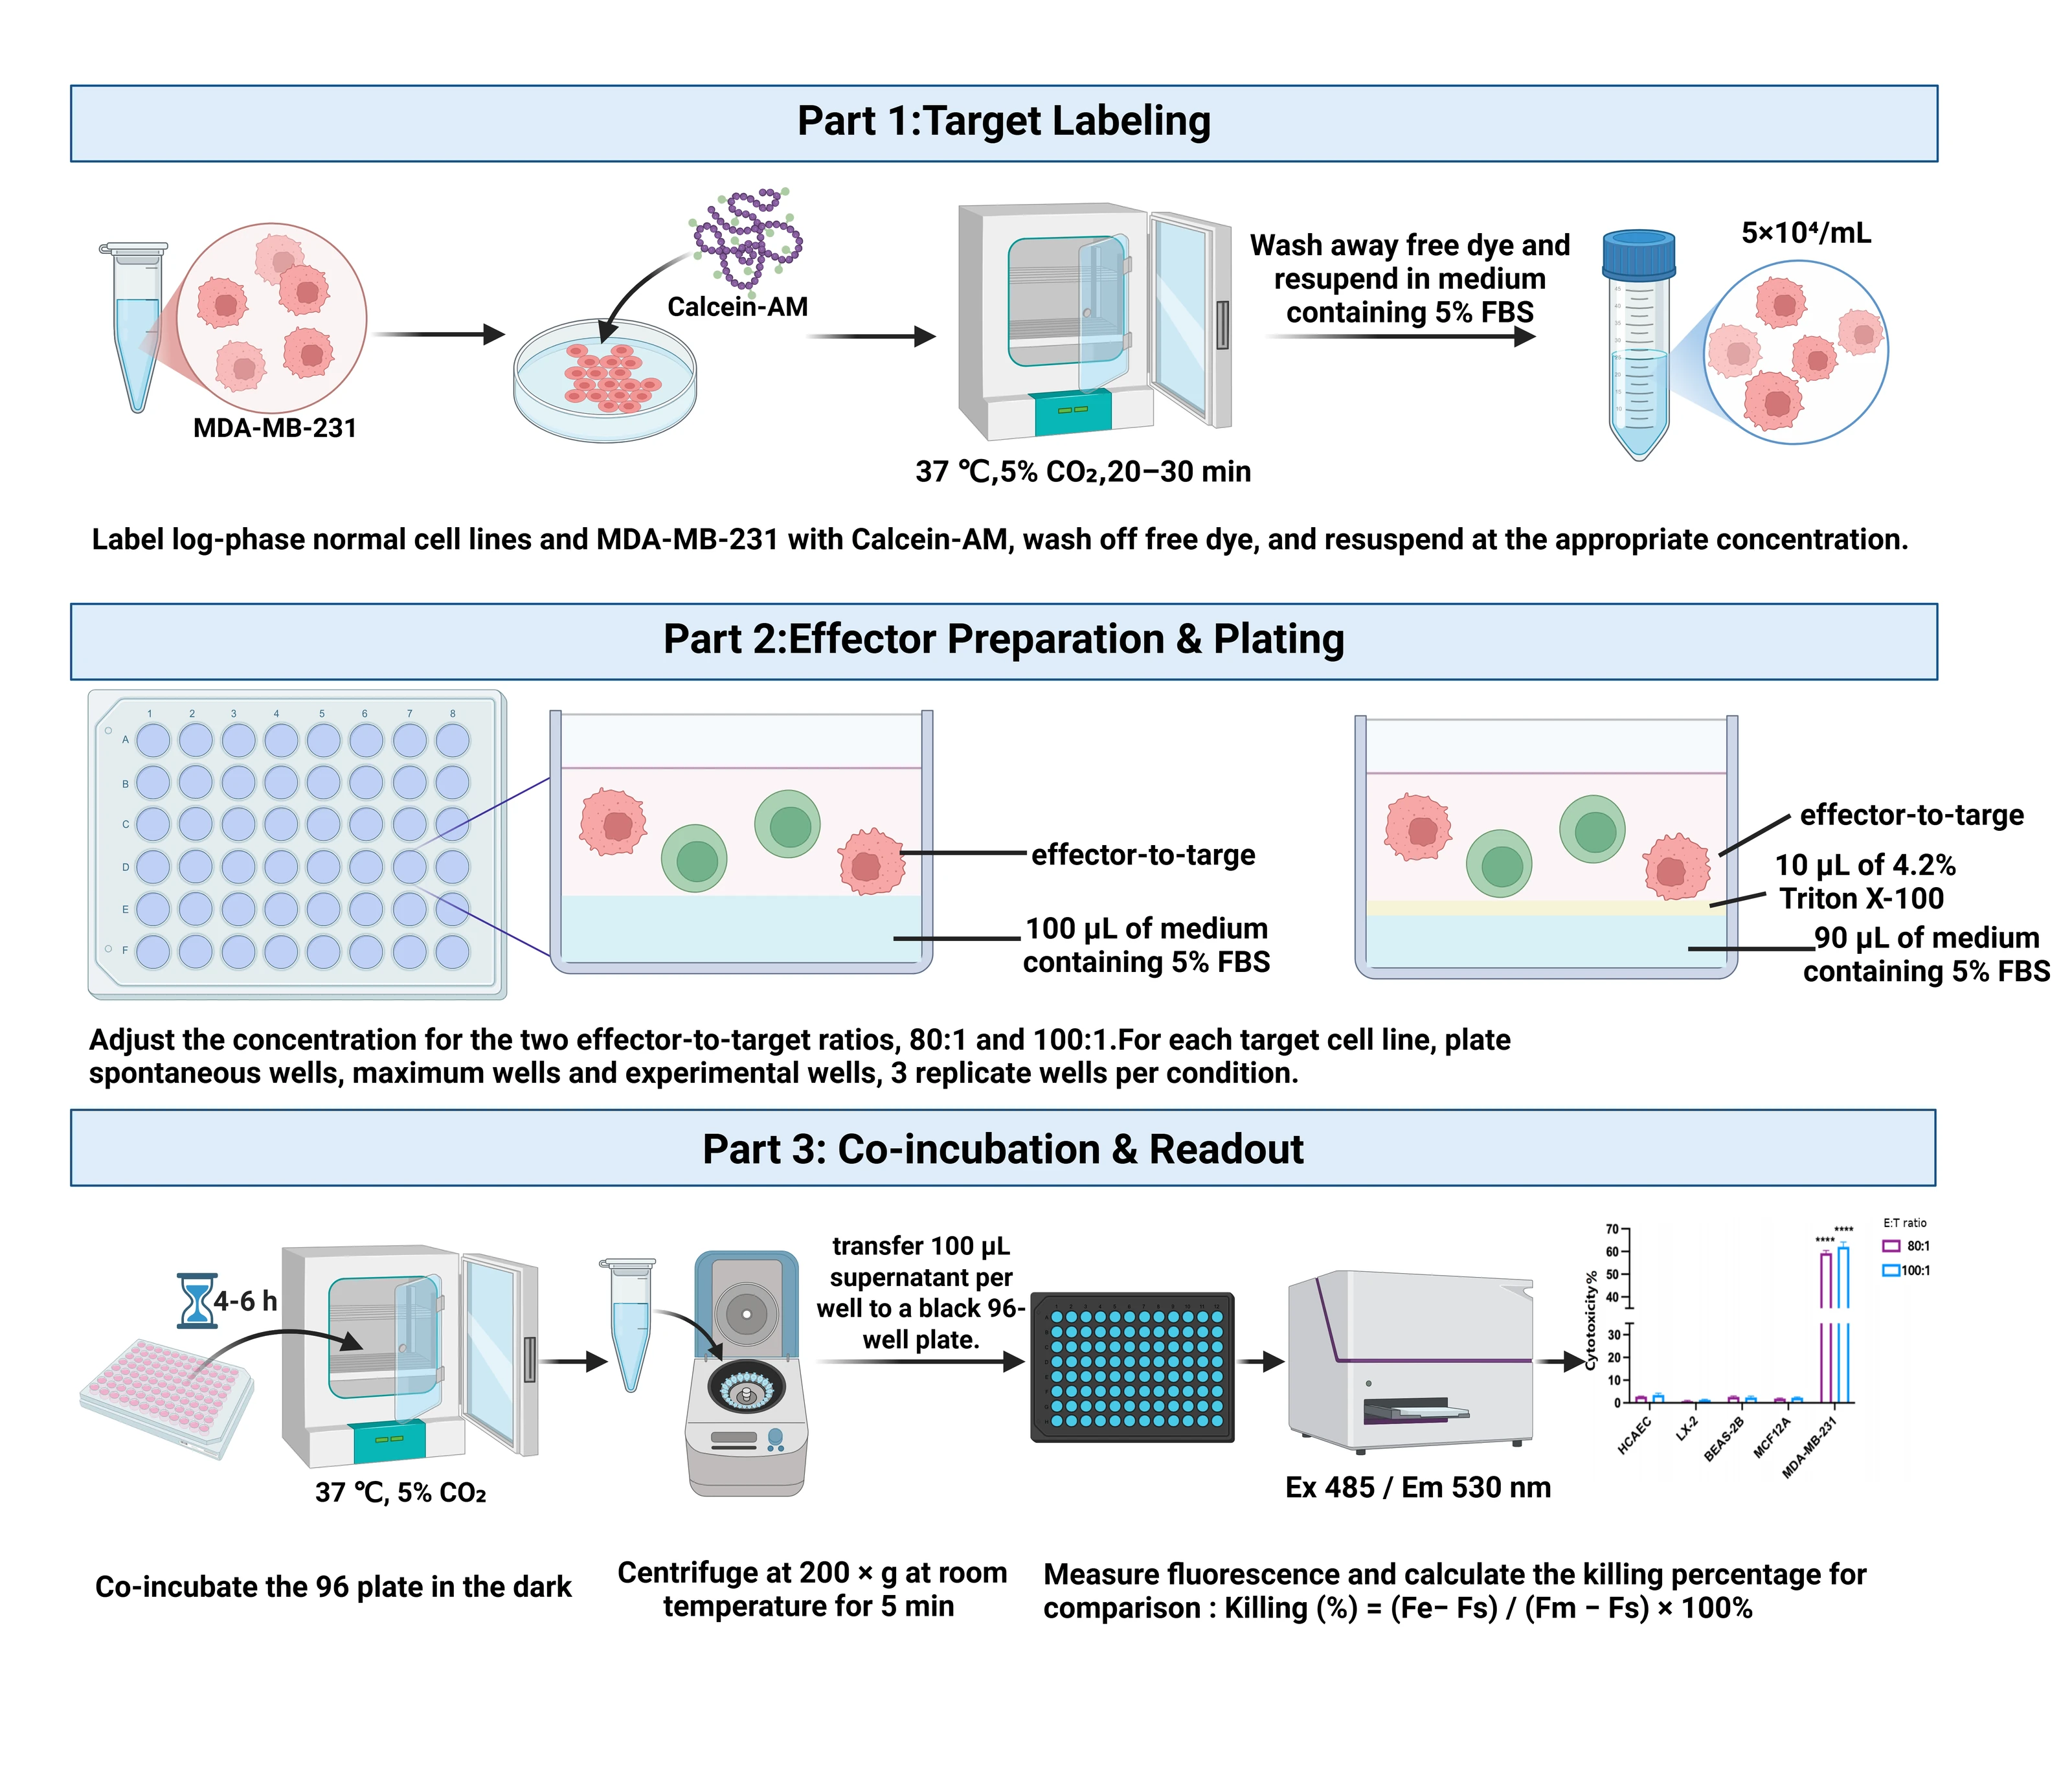 Part 1:Target Labeling
MDA-MB-231
Calcein-AM
37 ℃,5% CO₂,20–30 min
Wash away free dye and
resupend in medium
containing 5% FBS
5×10⁴/mL
Label log-phase normal cell lines and MDA-MB-231 with Calcein-AM, wash off free dye, and resuspend at the appropriate concentration.
Part 2:Effector Preparation & Plating
1 2 3 4 5 6 7 8
A
B
C
D
E
F
effector-to-targe
100 μL of medium
containing 5% FBS
effector-to-targe
10 μL of 4.2%
Triton X-100
90 μL of medium
containing 5% FBS
Adjust the concentration for the two effector-to-target ratios, 80:1 and 100:1.For each target cell line, plate
spontaneous wells, maximum wells and experimental wells, 3 replicate wells per condition.
Part 3: Co-incubation & Readout
4-6 h
37 ℃, 5% CO₂
transfer 100 μL
supernatant per
well to a black 96-
well plate.
Ex 485 / Em 530 nm
Cytotoxicity%
70
60
50
40
30
20
10
0
**** ****
HCAEC
LX-2
BEAS-2B
MCF12A
MDA-MB-231
E:T ratio
80:1
100:1
Co-incubate the 96 plate in the dark
Centrifuge at 200 × g at room
temperature for 5 min
Measure fluorescence and calculate the killing percentage for
comparison : Killing (%) = (Fe− Fs) / (Fm − Fs) × 100%